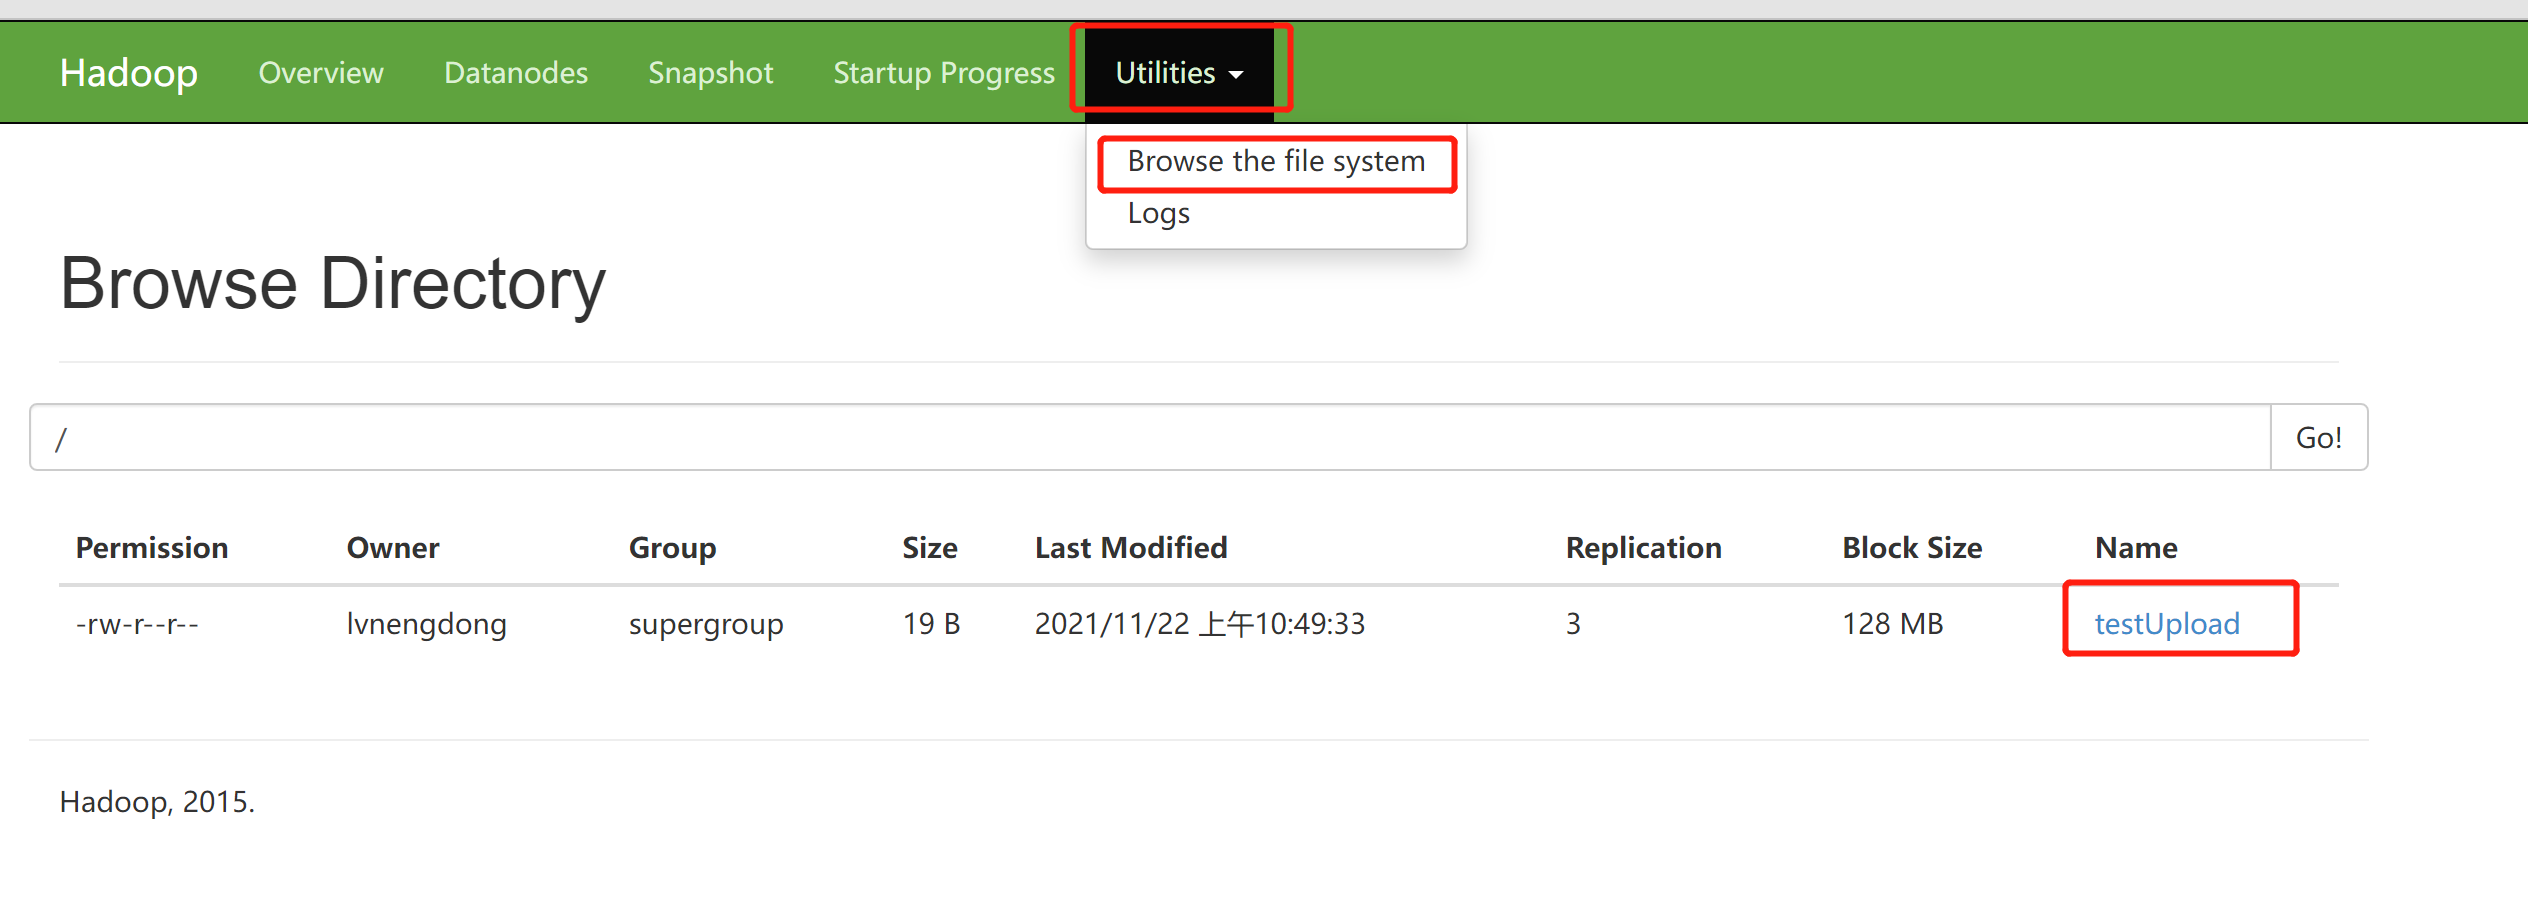 Hadoop Overview Datanodes Snapshot Startup Progress Utilities
Browse the file system
Logs
Browse Directory
/ Go!
Permission Owner Group Size Last Modified Replication Block Size Name
-rw-r--r-- lvnengdong supergroup 19 B 2021/11/22 上午10:49:33 3 128 MB testUpload
Hadoop, 2015.